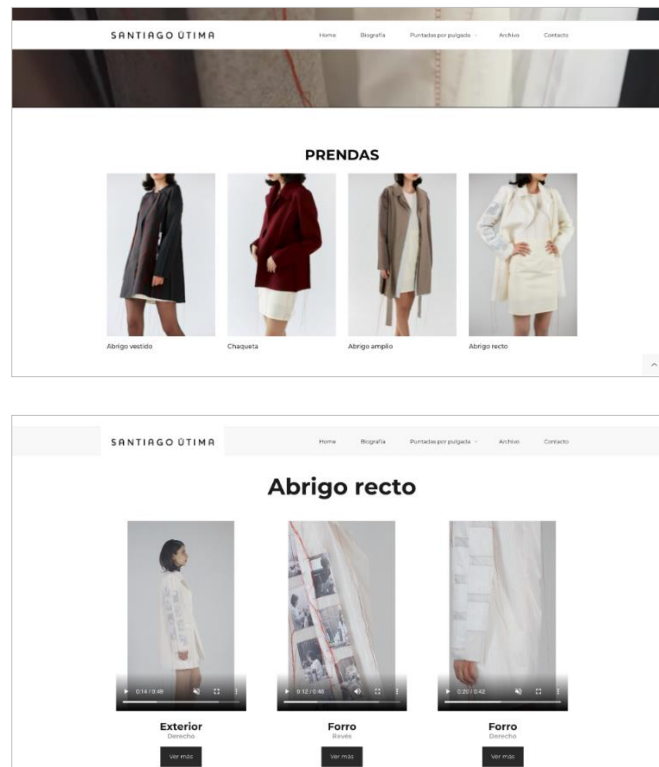 SANTIAGO ÚTIMA
Home Biografía Puntadas por pulgada Archivo Contacto
PRENDAS
Abrigo vestido Chaqueta Abrigo amplio Abrigo recto
SANTIAGO ÚTIMA
Home Biografía Puntadas por pulgada Archivo Contacto
Abrigo recto
0:14 / 0:49 0:12 / 0:48 0:20 / 0:42
Exterior Forro Forro
Derecho Revés Derecho
Ver más Ver más Ver más